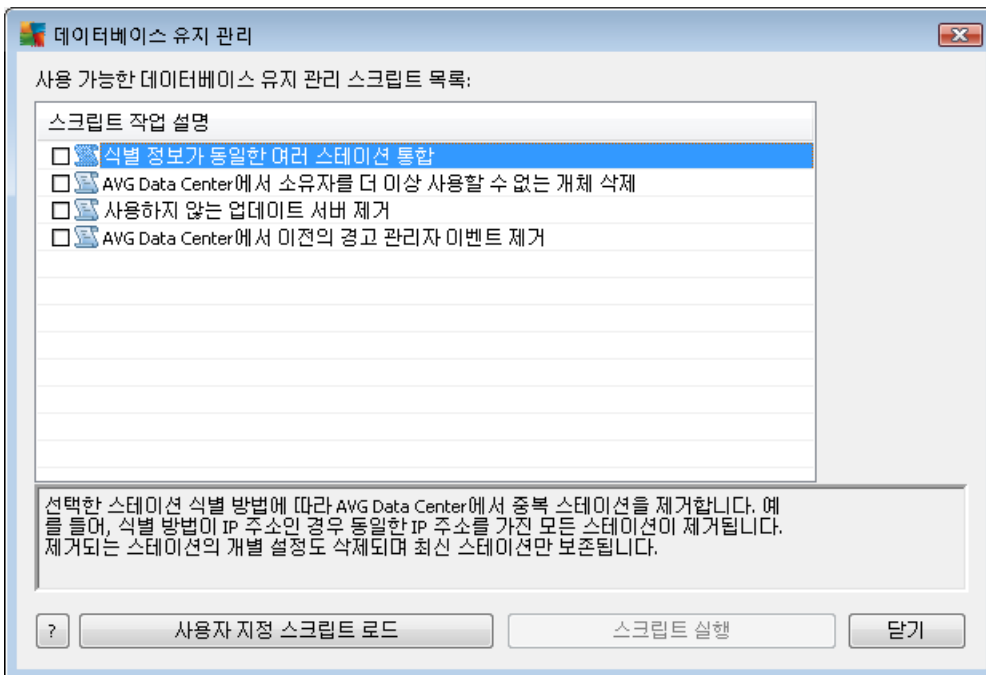 데이터베이스 유지 관리
사용 가능한 데이터베이스 유지 관리 스크립트 목록:
스크립트 작업 설명
식별 정보가 동일한 여러 스테이션 통합
AVG Data Center에서 소유자를 더 이상 사용할 수 없는 개체 삭제
사용하지 않는 업데이트 서버 제거
AVG Data Center에서 이전의 경고 관리자 이벤트 제거
선택한 스테이션 식별 방법에 따라 AVG Data Center에서 중복 스테이션을 제거합니다. 예
를 들어, 식별 방법이 IP 주소인 경우 동일한 IP 주소를 가진 모든 스테이션이 제거됩니다.
제거되는 스테이션의 개별 설정도 삭제되며 최신 스테이션만 보존됩니다.
? 사용자 지정 스크립트 로드 스크립트 실행 닫기